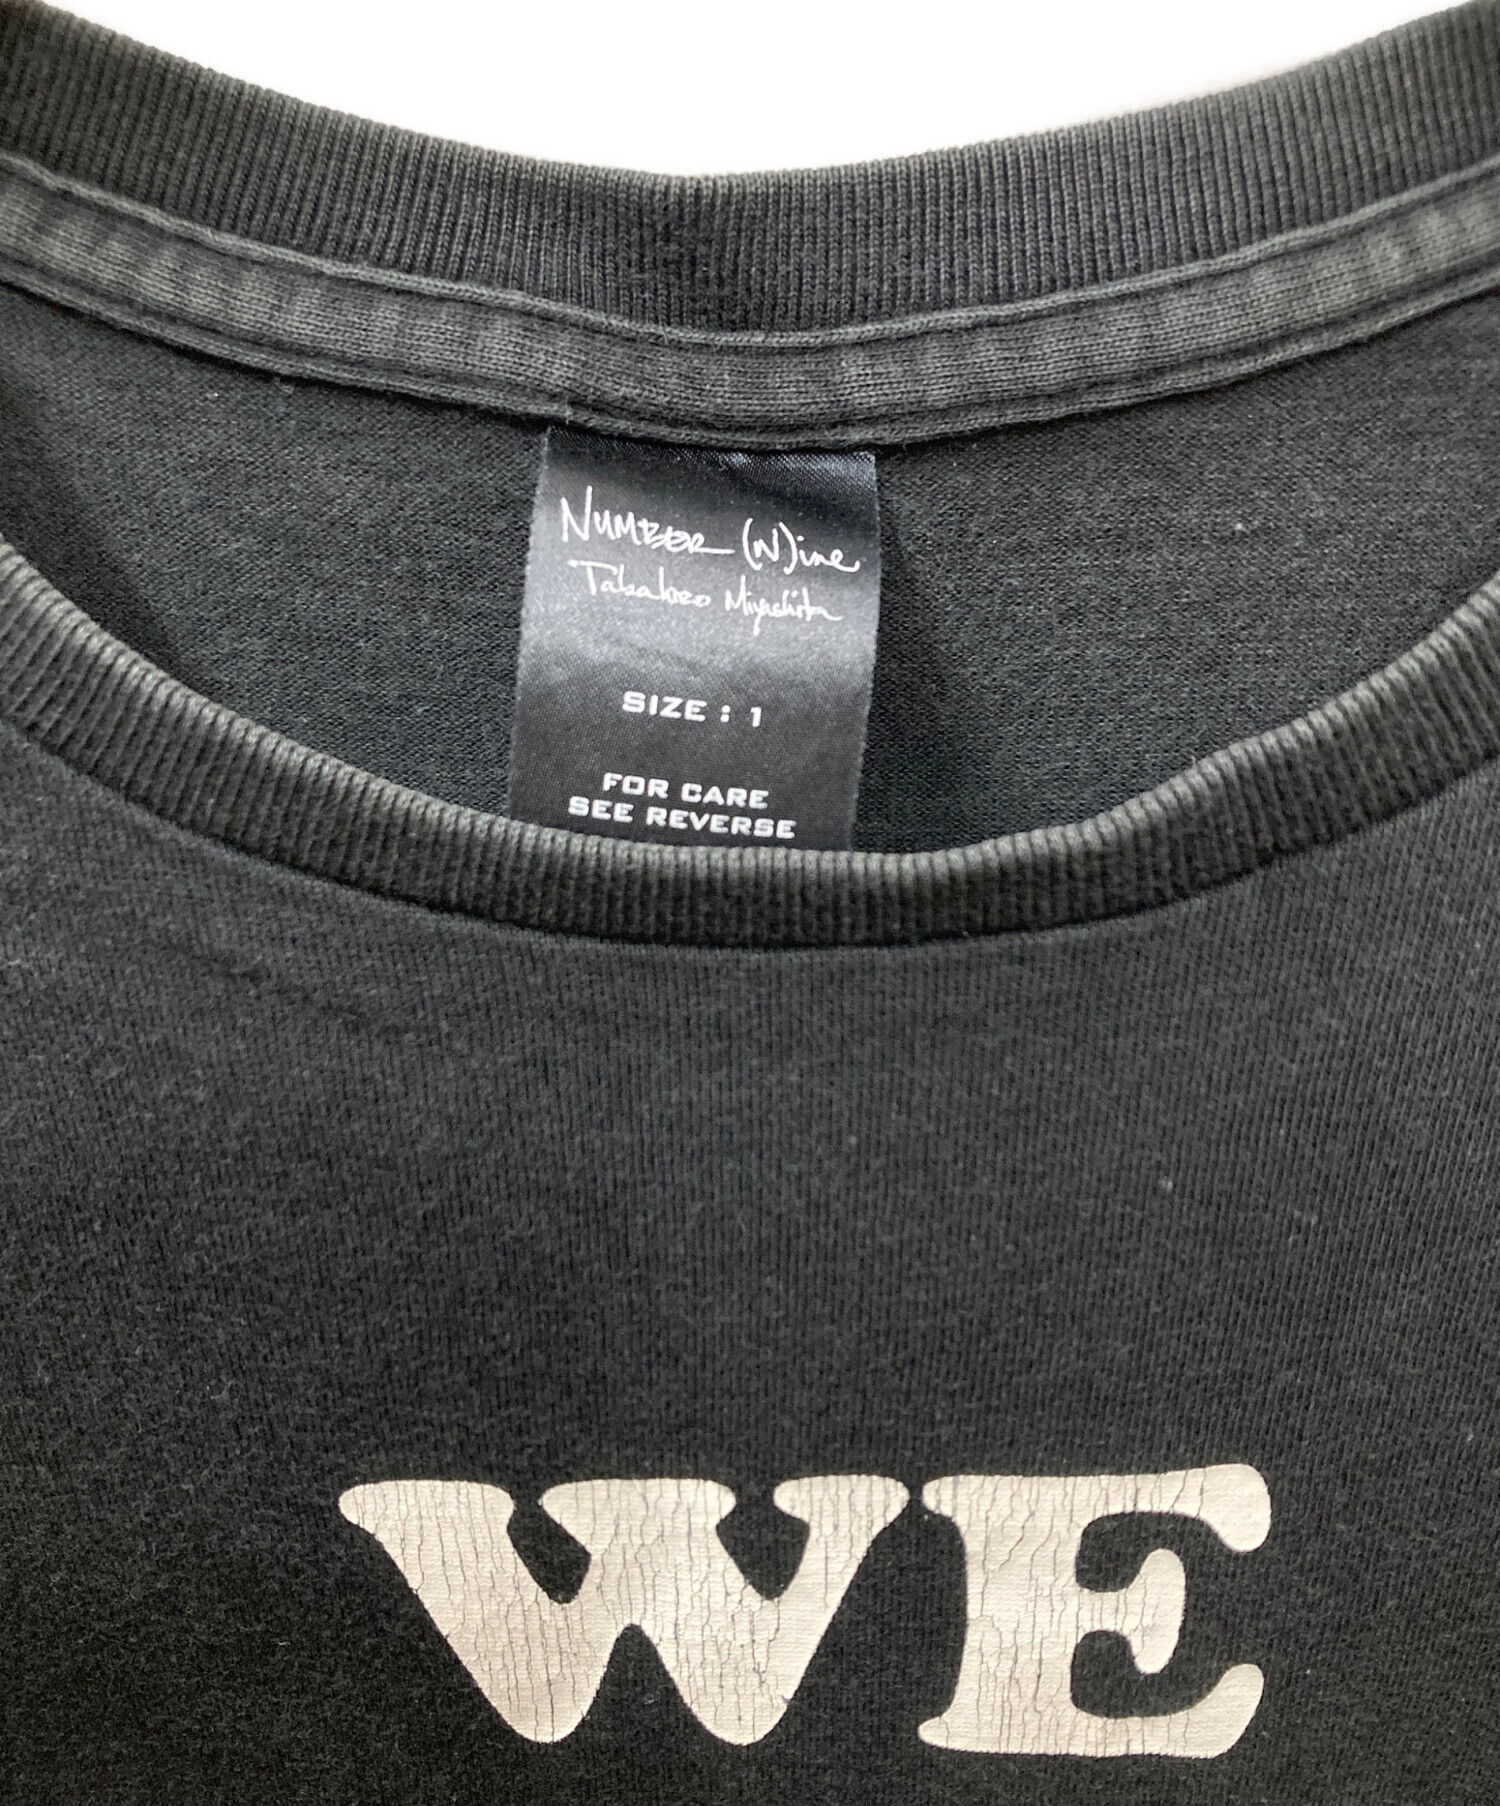 NUMBER (N)ine
Takahiro Miyashita
SIZE : 1
FOR CARE
SEE REVERSE
WE